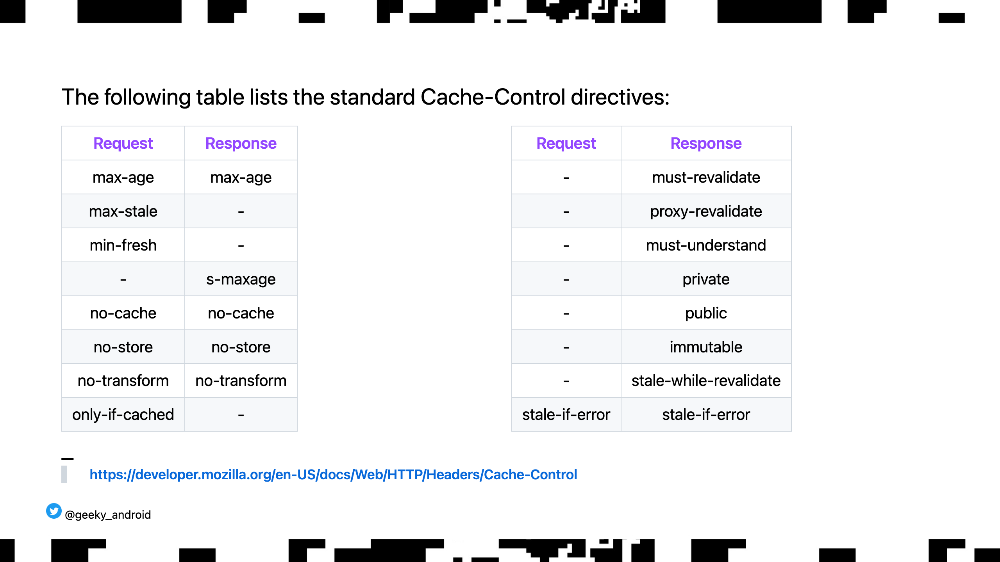 The following table lists the standard Cache-Control directives:
Request Response
max-age max-age
max-stale -
min-fresh -
- s-maxage
no-cache no-cache
no-store no-store
no-transform no-transform
only-if-cached -
Request Response
- must-revalidate
- proxy-revalidate
- must-understand
- private
- public
- immutable
- stale-while-revalidate
stale-if-error stale-if-error
–
https://developer.mozilla.org/en-US/docs/Web/HTTP/Headers/Cache-Control
@geeky_android